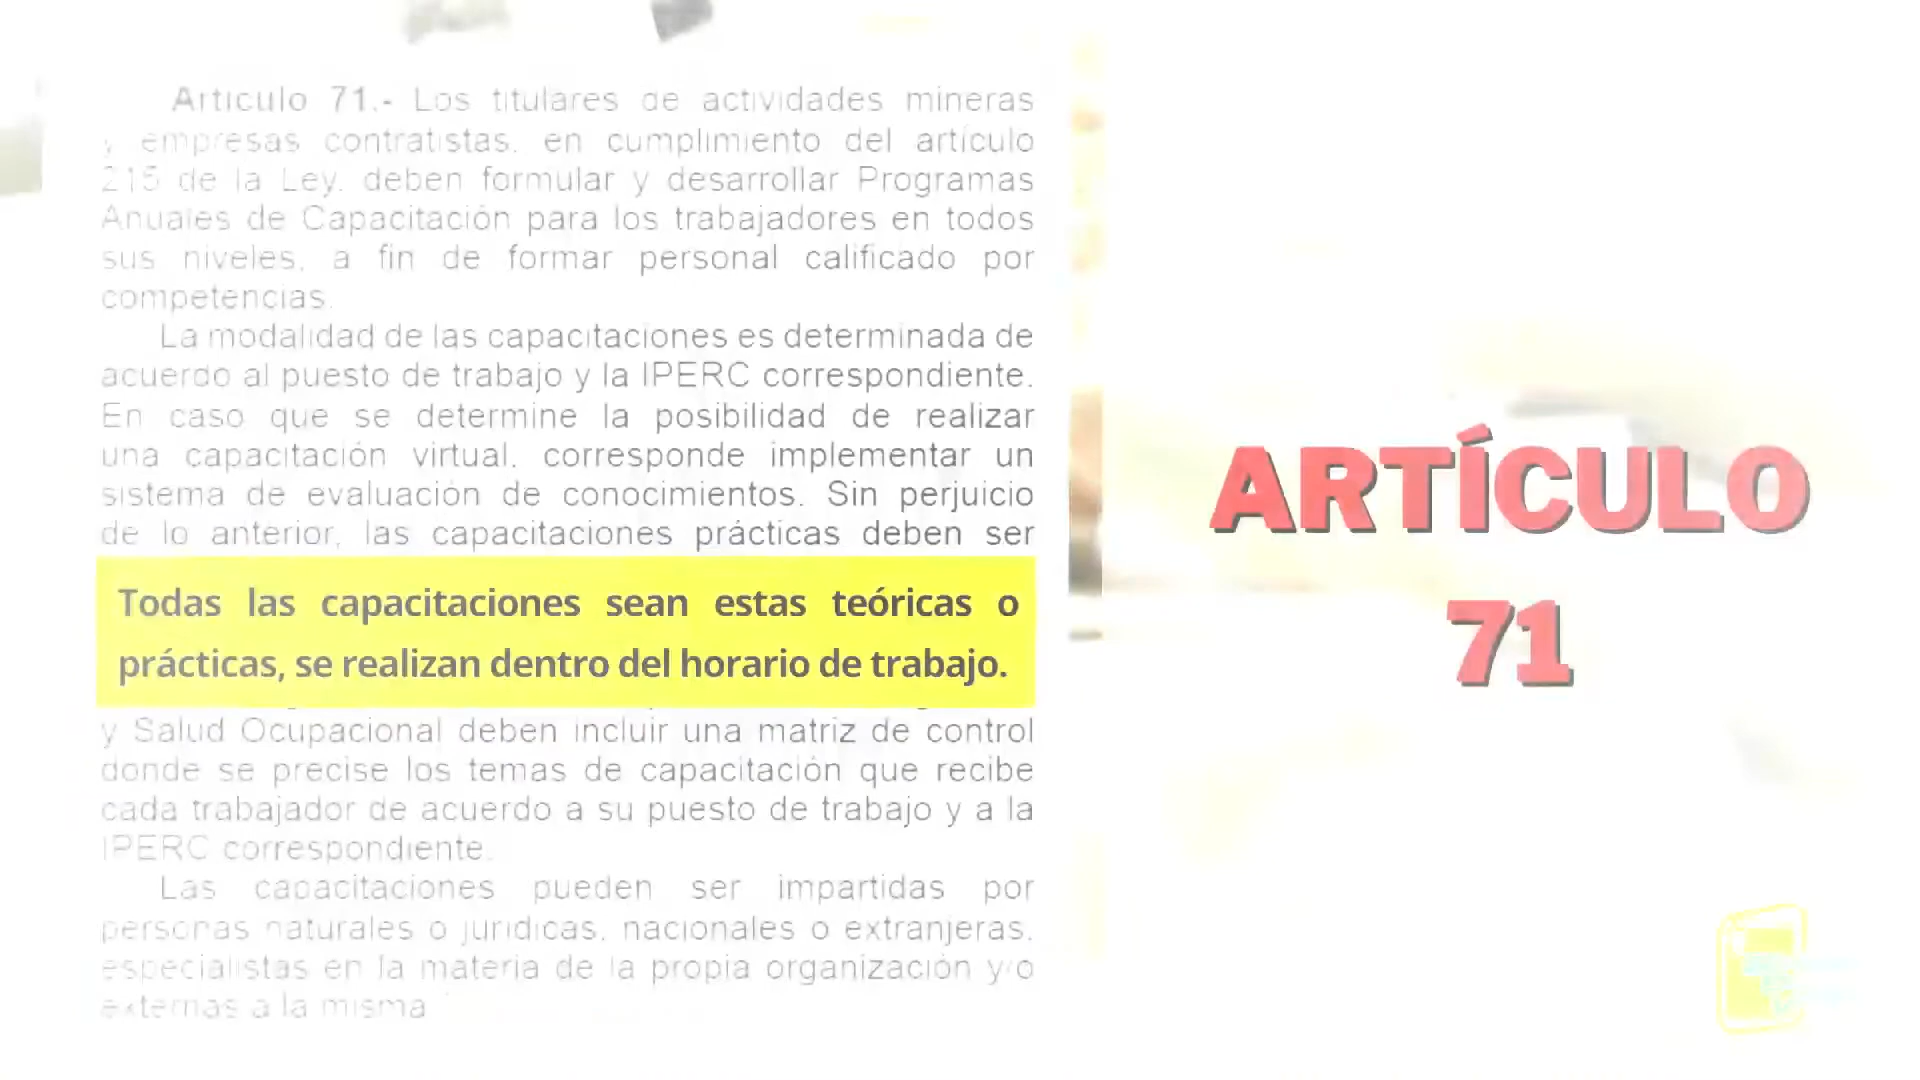 Artículo 71.- Los titulares de actividades mineras
y empresas contratistas, en cumplimiento del artículo
215 de la Ley, deben formular y desarrollar Programas
Anuales de Capacitación para los trabajadores en todos
sus niveles, a fin de formar personal calificado por
competencias.
La modalidad de las capacitaciones es determinada de
acuerdo al puesto de trabajo y la IPERC correspondiente.
En caso que se determine la posibilidad de realizar
una capacitación virtual, corresponde implementar un
sistema de evaluación de conocimientos. Sin perjuicio
de lo anterior, las capacitaciones prácticas deben ser
Todas las capacitaciones sean estas teóricas o
prácticas, se realizan dentro del horario de trabajo.
y Salud Ocupacional deben incluir una matriz de control
donde se precise los temas de capacitación que recibe
cada trabajador de acuerdo a su puesto de trabajo y a la
IPERC correspondiente.
Las capacitaciones pueden ser impartidas por
personas naturales o jurídicas, nacionales o extranjeras,
especialistas en la materia de la propia organización y/o
externas a la misma
ARTÍCULO
71